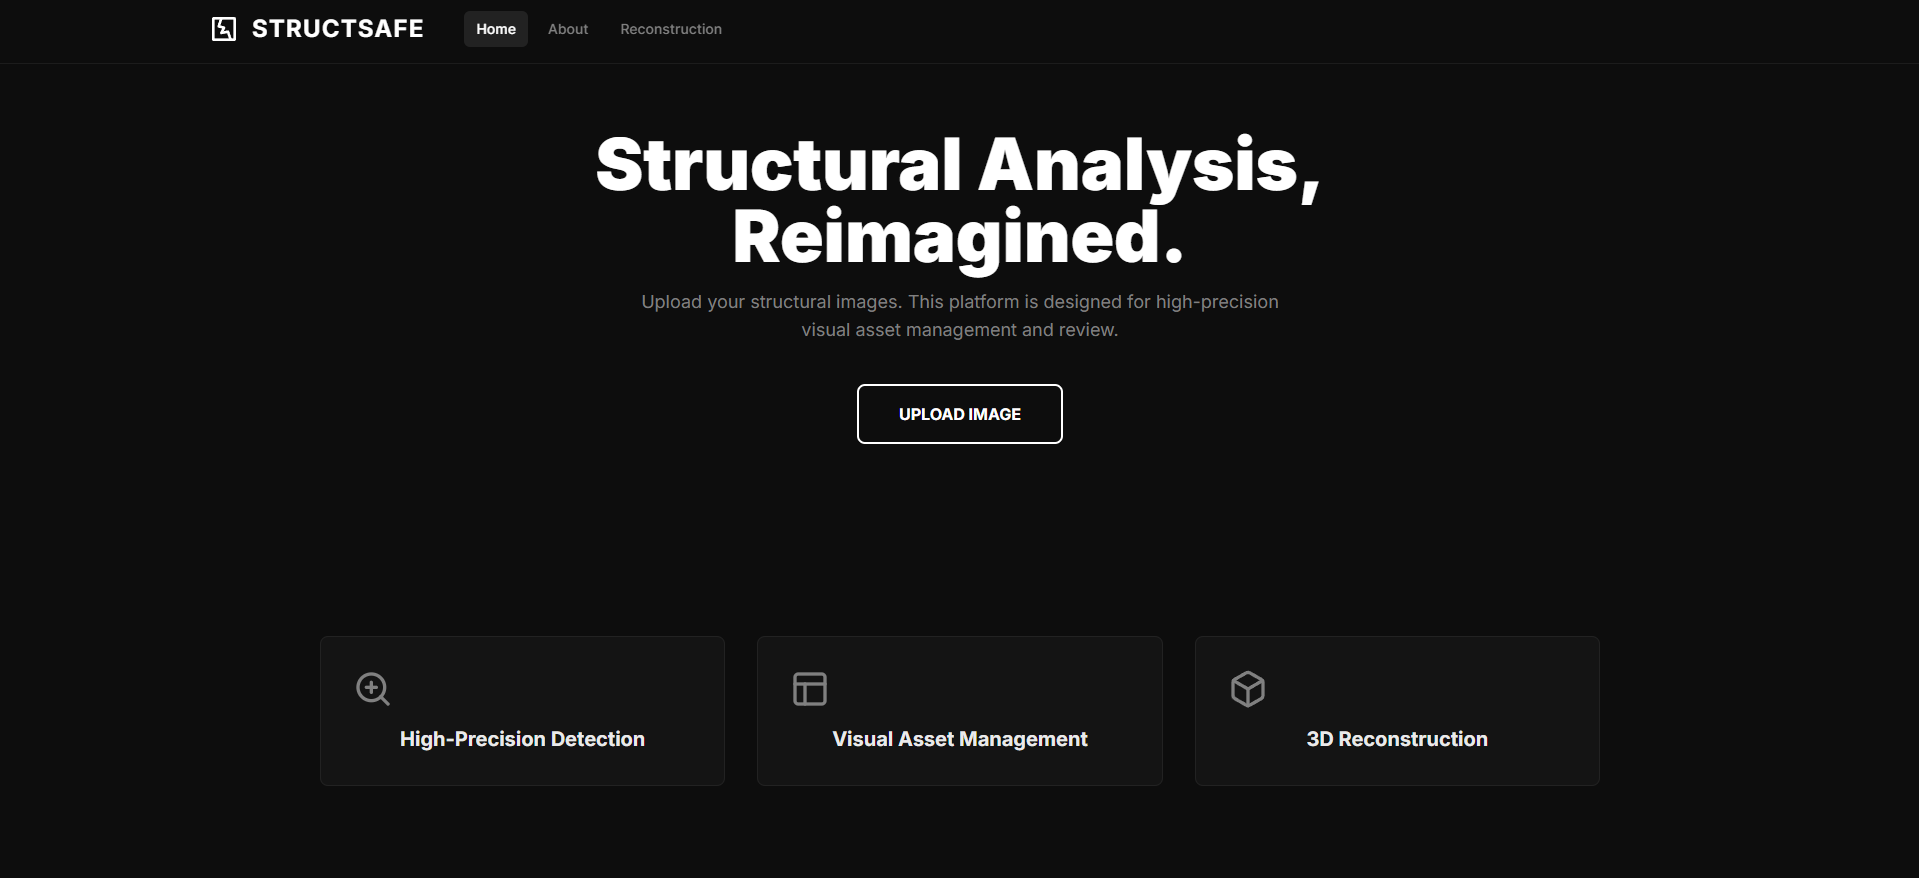 STRUCTSAFE Home About Reconstruction
Structural Analysis,
Reimagined.
Upload your structural images. This platform is designed for high-precision
visual asset management and review.
UPLOAD IMAGE
High-Precision Detection
Visual Asset Management
3D Reconstruction